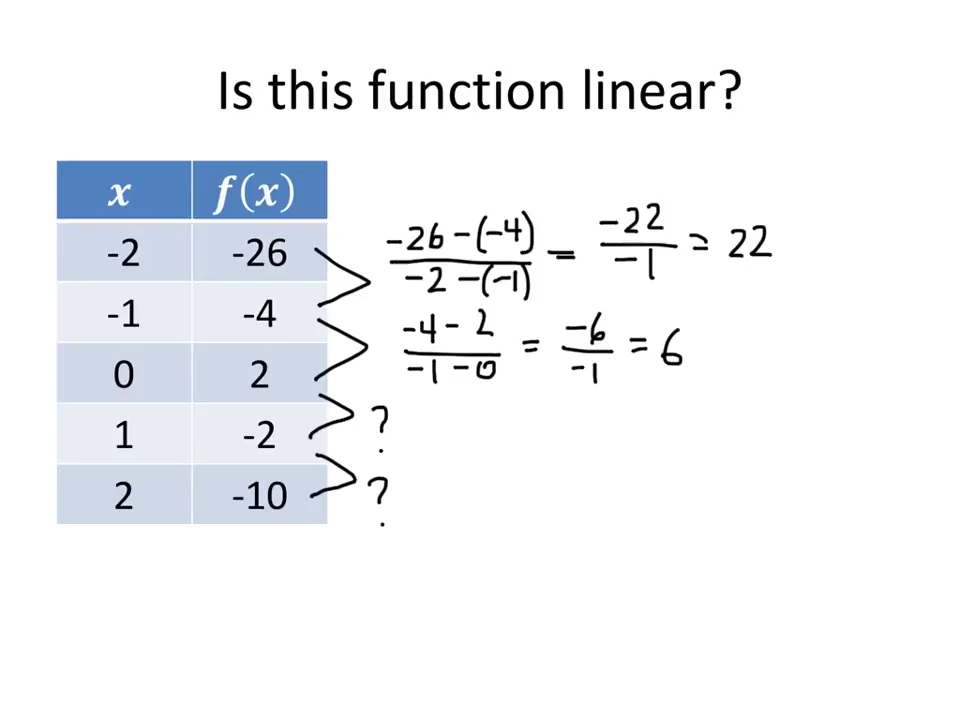 Is this function linear?
x f(x)
-2 -26 -26-(-4)/-2-(-1) = -22/-1 = 22
-1 -4
0 2 -4-2/-1-0 = -6/-1 = 6
1 -2 ?
2 -10 ?